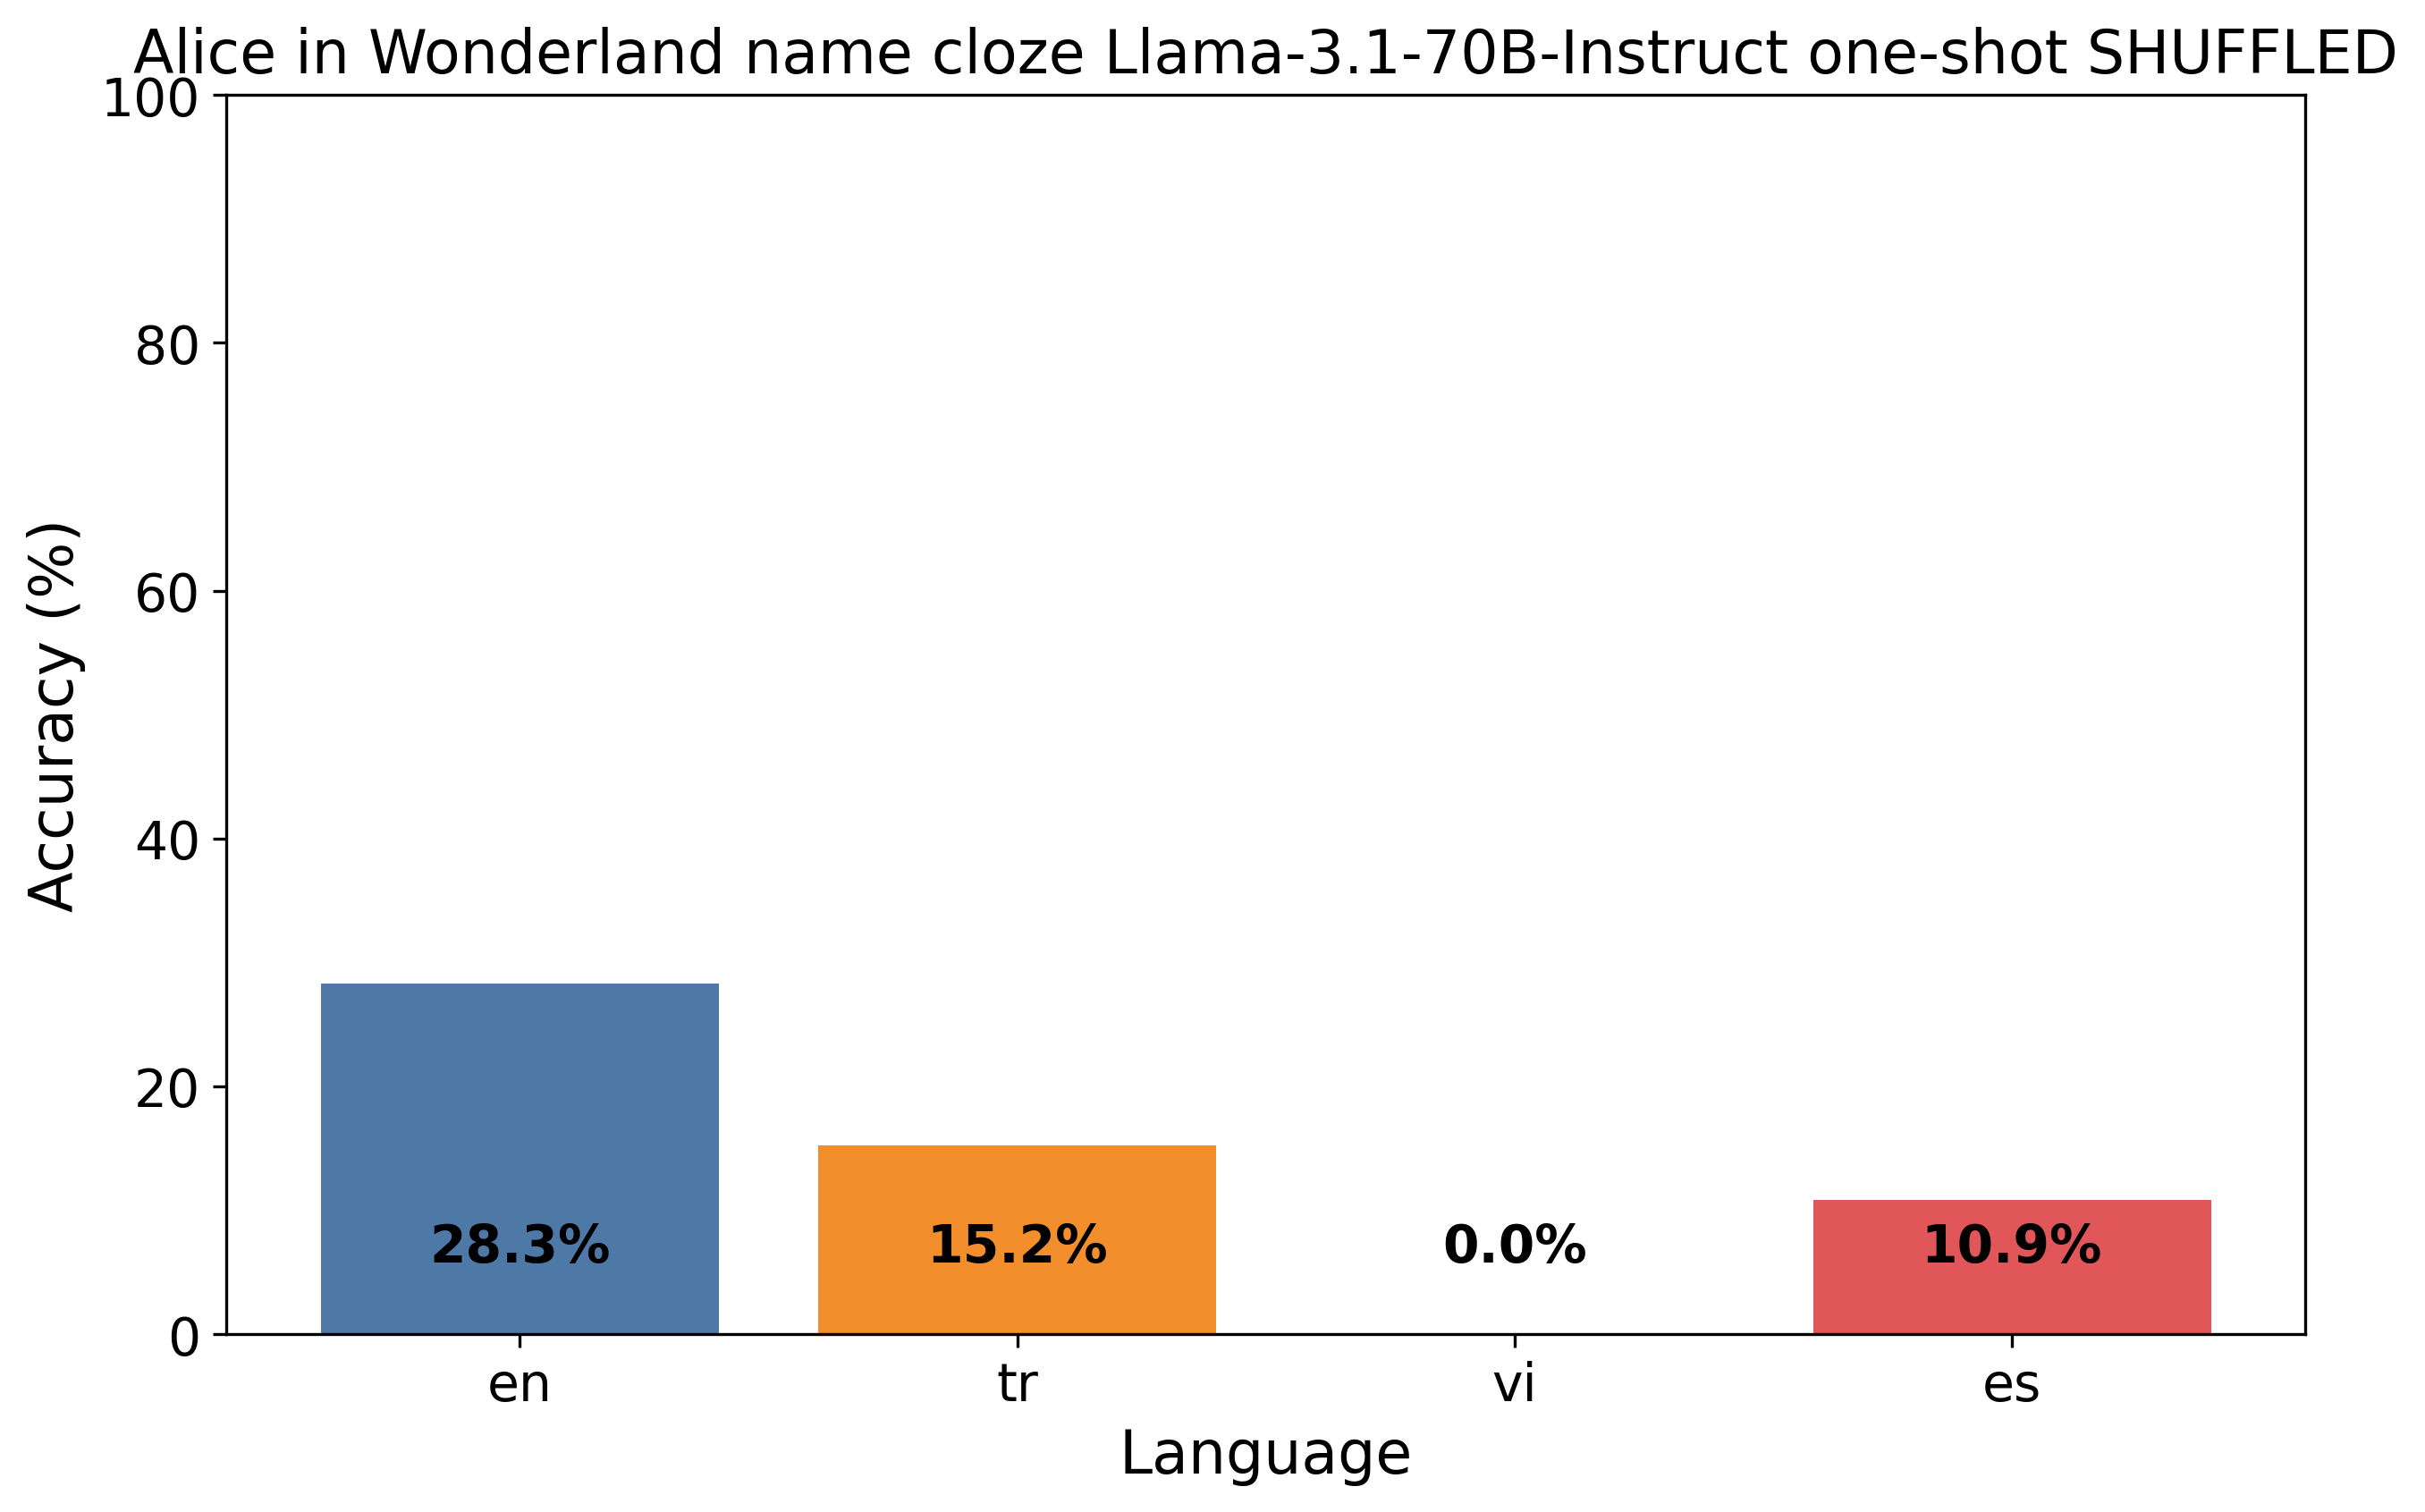 Alice in Wonderland name cloze Llama-3.1-70B-Instruct one-shot SHUFFLED
100
80
60
40
20
0
Accuracy (%)
28.3%
15.2%
0.0%
10.9%
en
tr
vi
es
Language